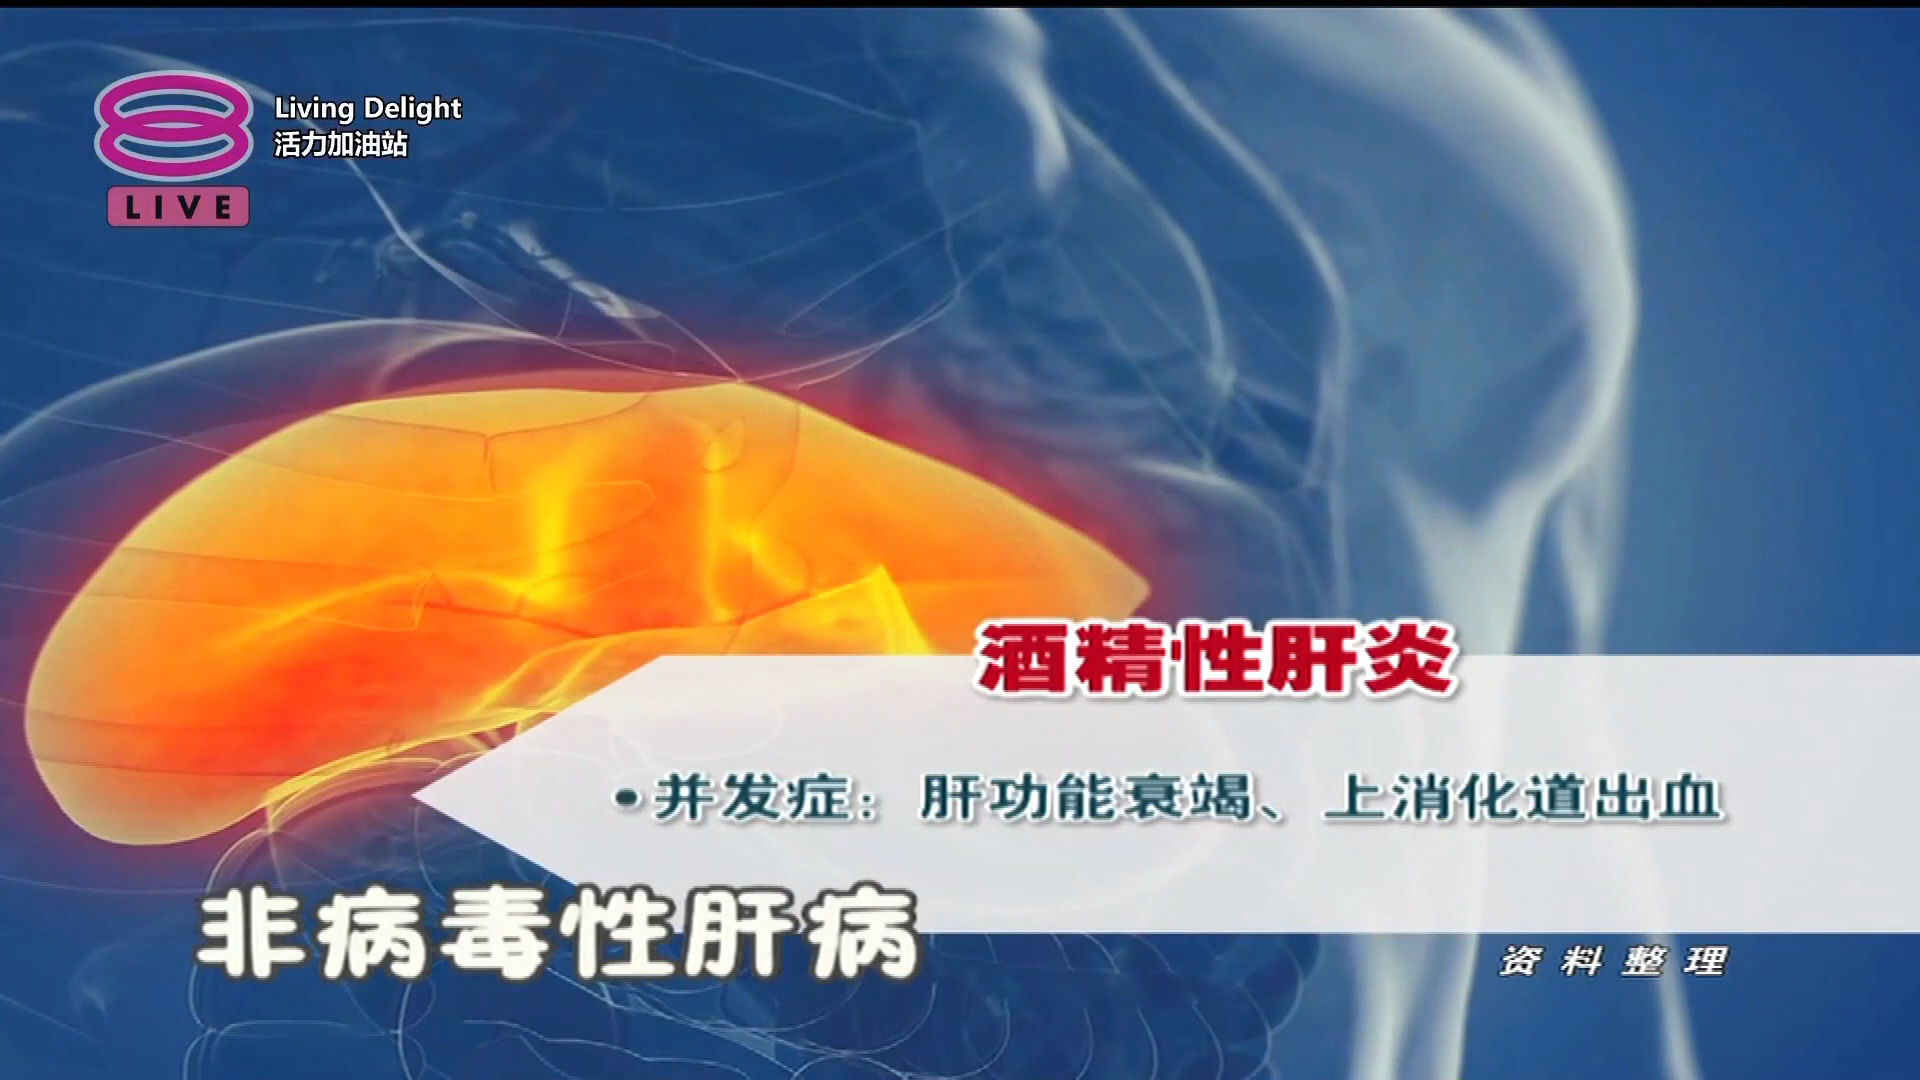 Living Delight
活力加油站
LIVE
酒精性肝炎
•并发症：肝功能衰竭、上消化道出血
非病毒性肝病
资料整理